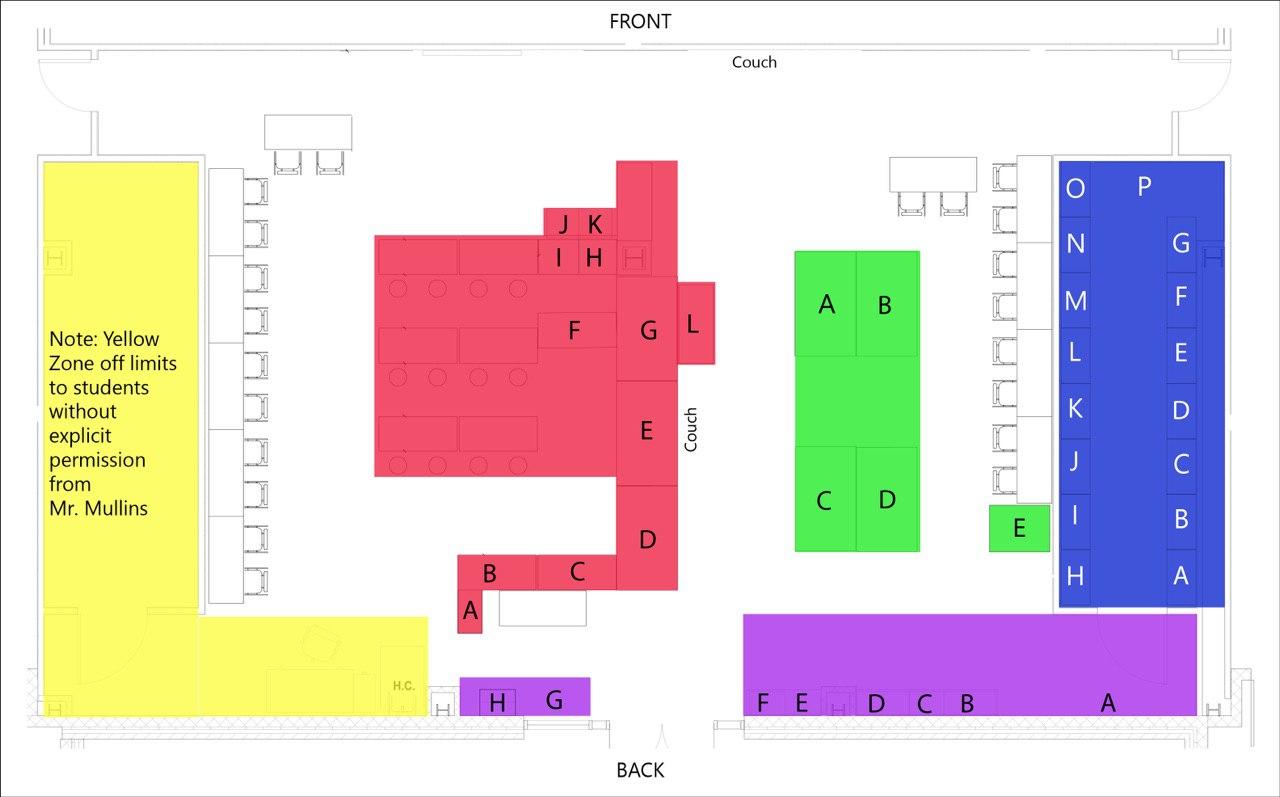 FRONT
Couch
Note: Yellow
Zone off limits
to students
without
explicit
permission
from
Mr. Mullins
H.C.
J K
I H
F
G
L
E
Couch
D
B
C
A
H G
A B
C D
E
O
P
N
G
M
F
L
E
K
D
J
C
I
B
H
A
F E D C B A
BACK